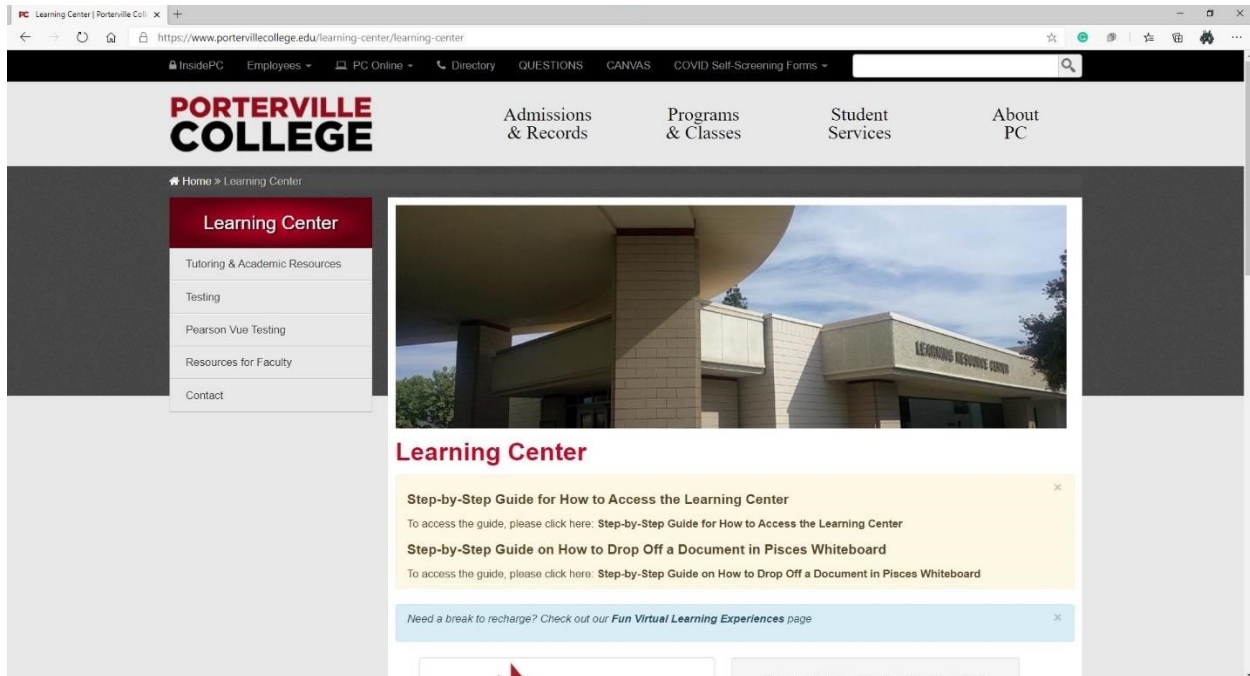 PC Learning Center | Porterville Coll
https://www.portervillecollege.edu/learning-center/learning-center
InsidePC Employees PC Online Directory QUESTIONS CANVAS COVID Self-Screening Forms
PORTERVILLE
COLLEGE
Admissions
& Records
Programs
& Classes
Student
Services
About
PC
Home » Learning Center
Learning Center
Tutoring & Academic Resources
Testing
Pearson Vue Testing
Resources for Faculty
Contact
LEARNING RESOURCE CENTER
Learning Center
Step-by-Step Guide for How to Access the Learning Center
To access the guide, please click here: Step-by-Step Guide for How to Access the Learning Center
Step-by-Step Guide on How to Drop Off a Document in Pisces Whiteboard
To access the guide, please click here: Step-by-Step Guide on How to Drop Off a Document in Pisces Whiteboard
Need a break to recharge? Check out our Fun Virtual Learning Experiences page